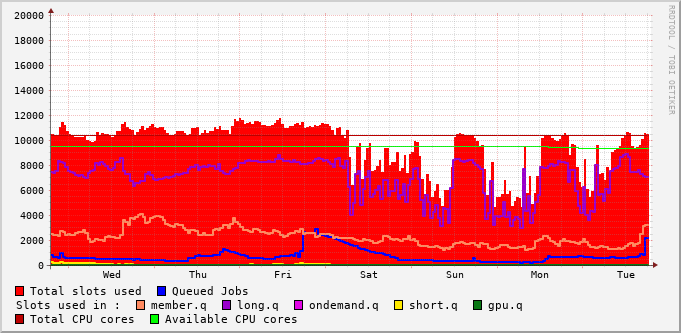 20000
18000
16000
14000
12000
10000
8000
6000
4000
2000
0
Wed Thu Fri Sat Sun Mon Tue
Total slots used Queued Jobs
Slots used in : member.q long.q ondemand.q short.q gpu.q
Total CPU cores Available CPU cores
RRDTOOL / TOBI OETIKER